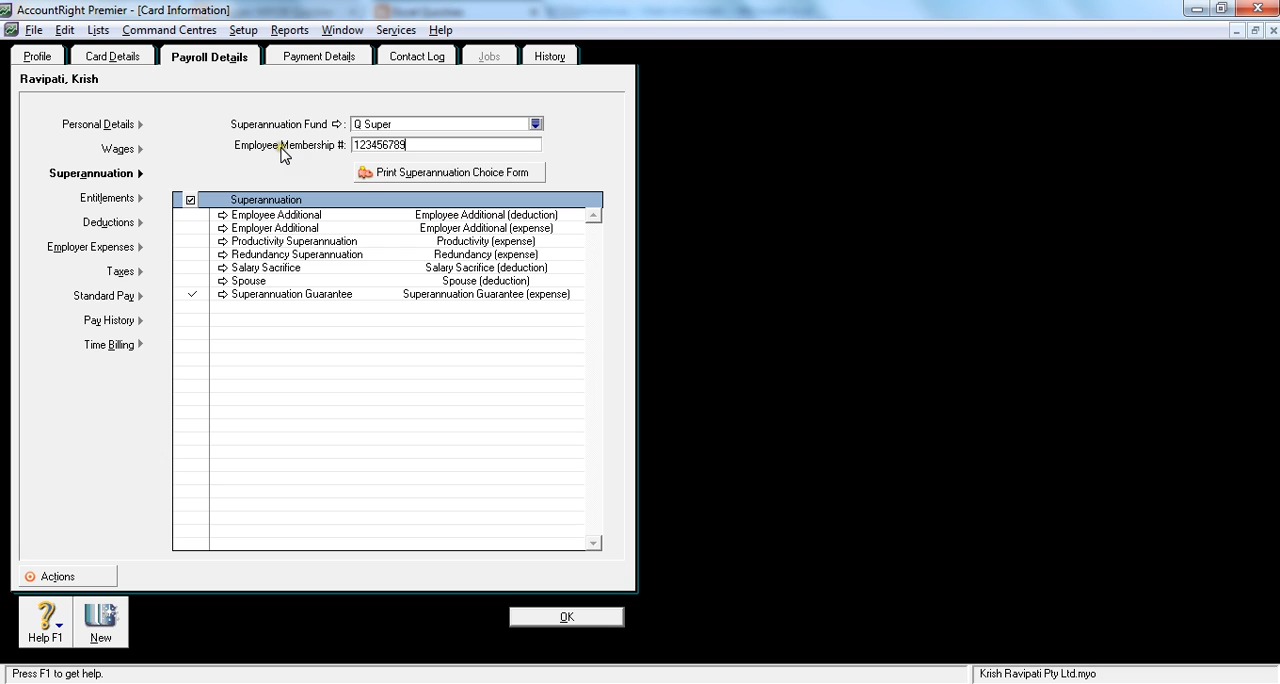 AccountRight Premier - [Card Information]
File Edit Lists Command Centres Setup Reports Window Services Help
Profile Card Details Payroll Details Payment Details Contact Log Jobs History
Ravipati, Krish
Personal Details
Wages
Superannuation
Entitlements
Deductions
Employer Expenses
Taxes
Standard Pay
Pay History
Time Billing
Superannuation Fund : Q Super
Employee Membership #: 123456789
Print Superannuation Choice Form
Superannuation
Employee Additional Employee Additional (deduction)
Employer Additional Employer Additional (expense)
Productivity Superannuation Productivity (expense)
Redundancy Superannuation Redundancy (expense)
Salary Sacrifice Salary Sacrifice (deduction)
Spouse Spouse (deduction)
Superannuation Guarantee Superannuation Guarantee (expense)
Actions
Help F1 New OK
Press F1 to get help. Krish Ravipati Pty Ltd.myo